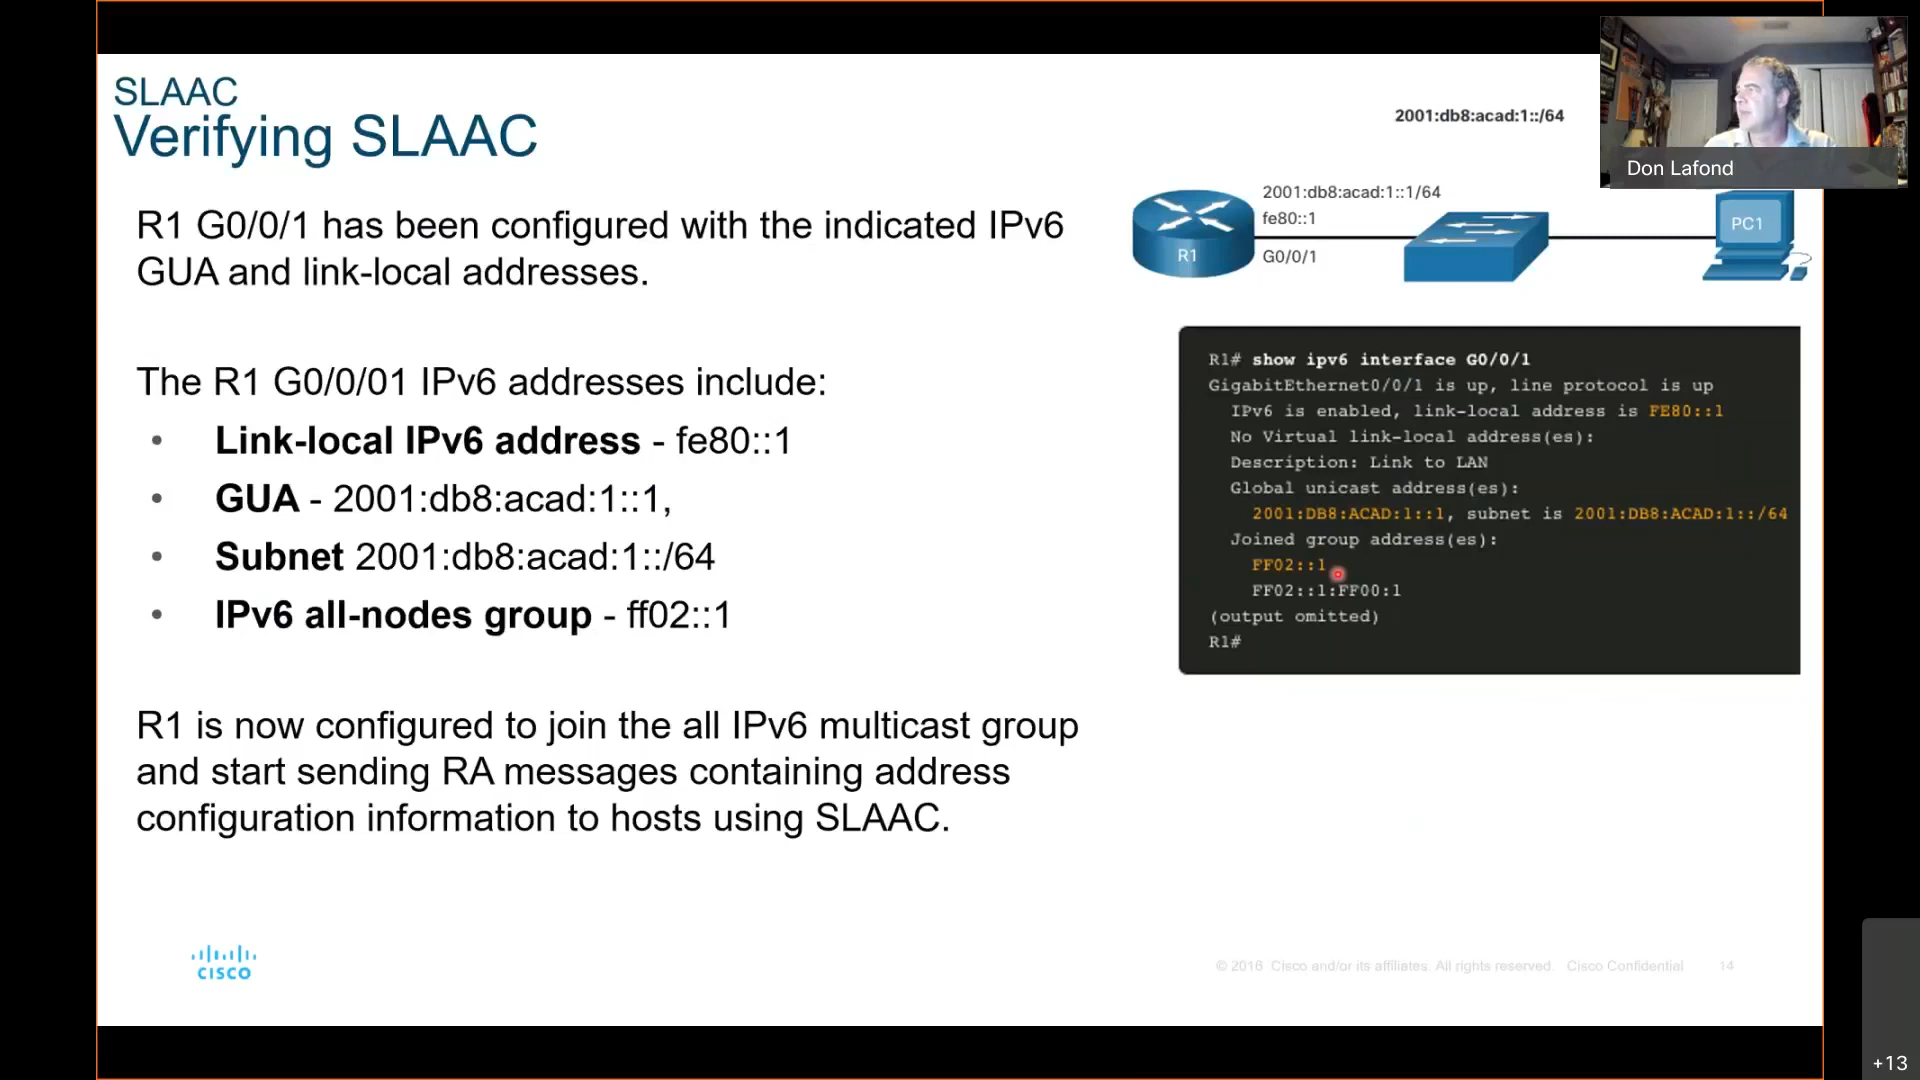 SLAAC
Verifying SLAAC
2001:db8:acad:1::/64
Don Lafond
R1 G0/0/1 has been configured with the indicated IPv6
GUA and link-local addresses.
2001:db8:acad:1::1/64
fe80::1
G0/0/1
R1
PC1
The R1 G0/0/01 IPv6 addresses include:
• Link-local IPv6 address - fe80::1
• GUA - 2001:db8:acad:1::1,
• Subnet 2001:db8:acad:1::/64
• IPv6 all-nodes group - ff02::1
R1 is now configured to join the all IPv6 multicast group
and start sending RA messages containing address
configuration information to hosts using SLAAC.
R1# show ipv6 interface G0/0/1
GigabitEthernet0/0/1 is up, line protocol is up
IPv6 is enabled, link-local address is FE80::1
No Virtual link-local address(es):
Description: Link to LAN
Global unicast address(es):
2001:DB8:ACAD:1::1, subnet is 2001:DB8:ACAD:1::/64
Joined group address(es):
FF02::1
FF02::1:FF00:1
(output omitted)
R1#
CISCO
© 2016 Cisco and/or its affiliates. All rights reserved. Cisco Confidential 14
+13